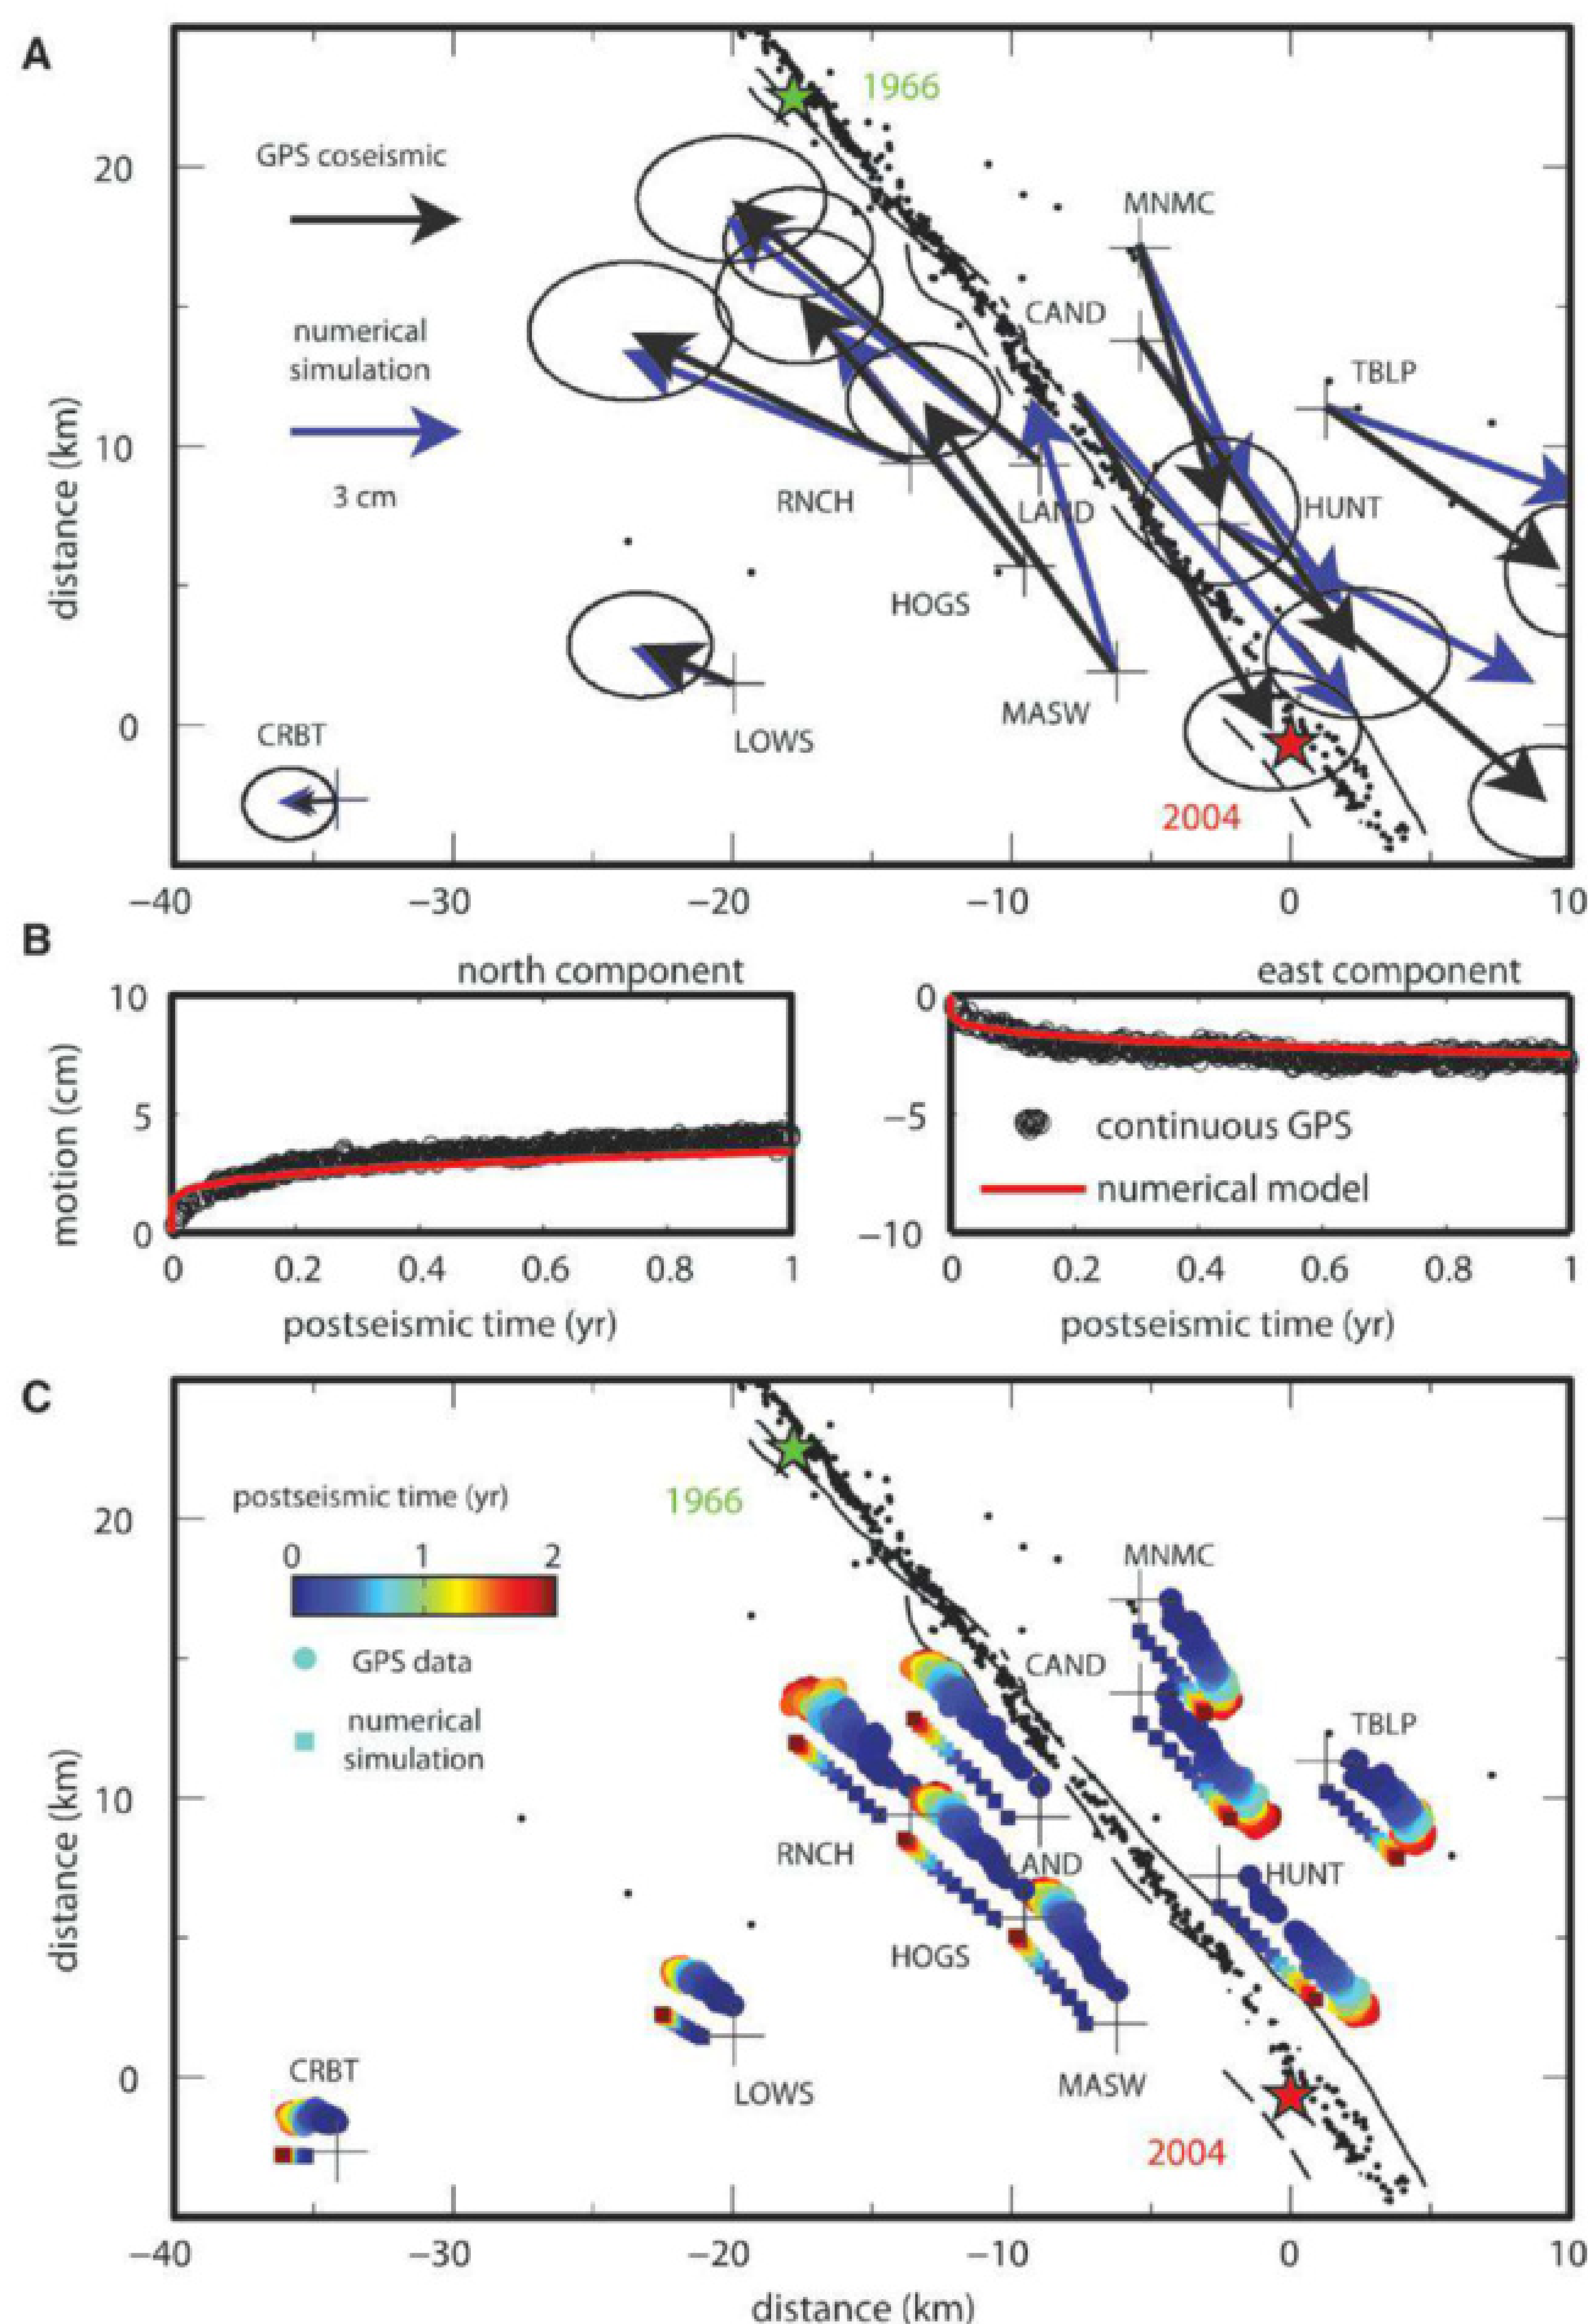 A
1966
GPS coseismic
MNMC
20
CAND
numerical
simulation
TBLP
10
3 cm
RNCH
LAND
HUNT
HOGS
distance (km)
MASW
LOWS
CRBT
0
2004
−40 −30 −20 −10 0 10
B
north component
east component
10
5
0
motion (cm)
0 0.2 0.4 0.6 0.8 1
postseismic time (yr)
0
−5
−10
continuous GPS
numerical model
0 0.2 0.4 0.6 0.8 1
postseismic time (yr)
C
postseismic time (yr)
0 1 2
1966
20
MNMC
GPS data
CAND
numerical
simulation
TBLP
10
RNCH
LAND
HUNT
distance (km)
HOGS
CRBT
0
LOWS
MASW
2004
−40 −30 −20 −10 0 10
distance (km)